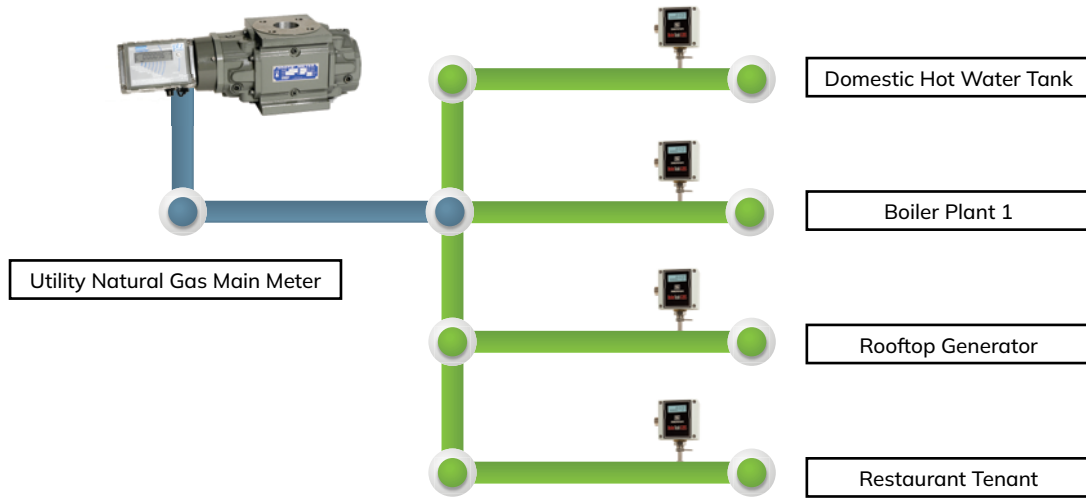 Domestic Hot Water Tank
Boiler Plant 1
Utility Natural Gas Main Meter
Rooftop Generator
Restaurant Tenant